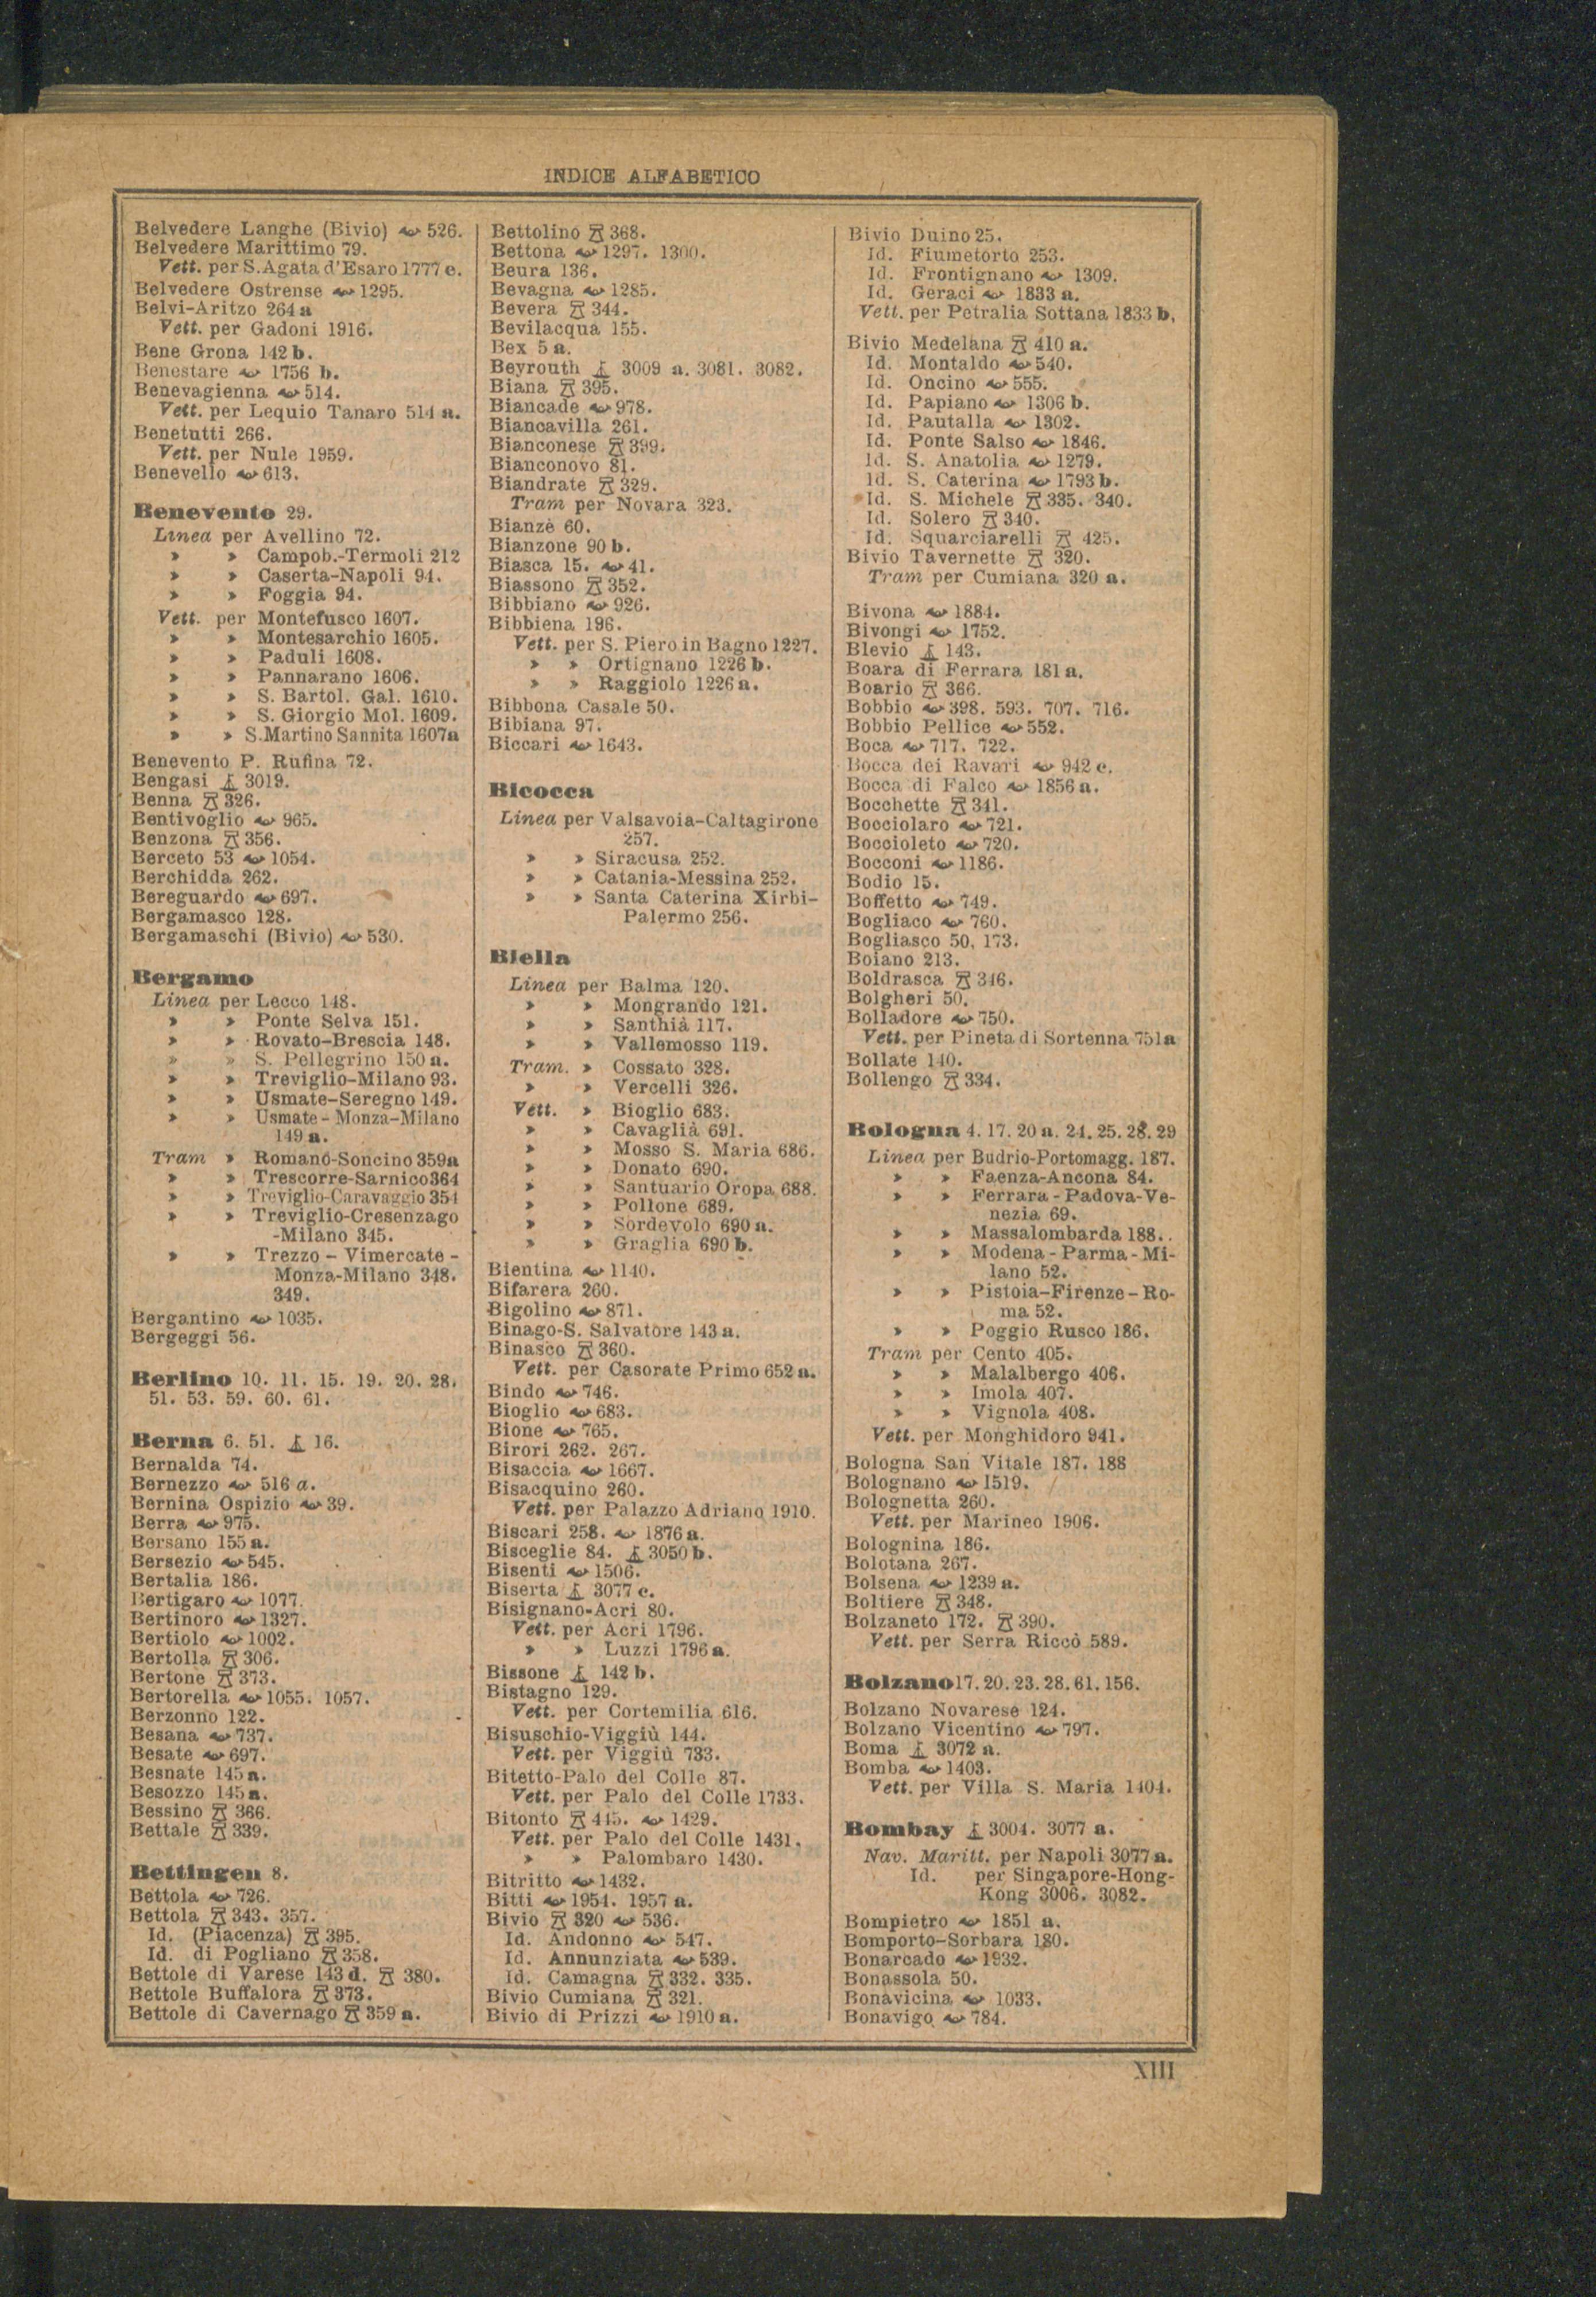 INDICE ALFABETICO
Belvedere Langhe (Bivio) 526.
Belvedere Marittimo 79.
Vett. per S. Agata d'Esaro 1777 c.
Belvedere Ostrense 1295.
Belvi-Aritzo 264 a
Vett. per Gadoni 1916.
Bene Grona 142 b.
Benestare 1756 b.
Benevagienna 514.
Vett. per Lequio Tanaro 514 a.
Benetutti 266.
Vett. per Nule 1959.
Benevello 613.
Benevento 29.
Linea per Avellino 72.
» » Campob.-Termoli 212
» » Caserta-Napoli 94.
» » Foggia 94.
Vett. per Montefusco 1607.
» » Montesarchio 1605.
» » Paduli 1608.
» » Pannarano 1606.
» » S. Bartol. Gal. 1610.
» » S. Giorgio Mol. 1609.
» » S. Martino Sannita 1607a
Benevento P. Rufina 72.
Bengasi 3019.
Benna 326.
Bentivoglio 965.
Benzona 356.
Berceto 53 1054.
Berchidda 262.
Bereguardo 697.
Bergamasco 128.
Bergamaschi (Bivio) 530.
Bergamo
Linea per Lecco 148.
» » Ponte Selva 151.
» » Rovato-Brescia 148.
» » S. Pellegrino 150 a.
» » Treviglio-Milano 93.
» » Usmate-Seregno 149.
» » Usmate-Monza-Milano
149 a.
Tram » Romano-Soncino 359a
» » Trescorre-Sarnico 364
» » Treviglio-Caravaggio 354
» » Treviglio-Cresenzago
-Milano 345.
» » Trezzo – Vimercate –
Monza-Milano 348.
349.
Bergantino 1035.
Bergeggi 56.
Berlino 10. 11. 15. 19. 20. 28.
51. 53. 59. 60. 61.
Berna 6. 51. 16.
Bernalda 74.
Bernezzo 516 a.
Bernina Ospizio 39.
Berra 975.
Bersano 155 a.
Bersezio 545.
Bertalia 186.
Bertigaro 1077.
Bertinoro 1327.
Bertiolo 1002.
Bertolla 306.
Bertone 373.
Bertorella 1055. 1057.
Berzonno 122.
Besana 737.
Besate 697.
Besnate 145 a.
Besozzo 145 a.
Bessino 366.
Bettale 339.
Bettingen 8.
Bettola 726.
Bettola 343. 357.
Id. (Piacenza) 395.
Id. di Pogliano 358.
Bettole di Varese 143 d. 380.
Bettole Buffalora 373.
Bettole di Cavernago 359 a.
Bettolino 368.
Bettona 1297. 1300.
Beura 136.
Bevagna 1285.
Bevera 344.
Bevilacqua 155.
Bex 5 a.
Beyrouth 3009 a. 3081. 3082.
Biana 395.
Biancade 978.
Biancavilla 261.
Bianconese 399.
Bianconovo 81.
Biandrate 329.
Tram per Novara 323.
Bianzè 60.
Bianzone 90 b.
Biasca 15. 41.
Biassono 352.
Bibbiano 926.
Bibbiena 196.
Vett. per S. Piero in Bagno 1227.
» » Ortignano 1226 b.
» » Raggiolo 1226 a.
Bibbona Casale 50.
Bibiana 97.
Biccari 1643.
Bicocca
Linea per Valsavoia-Caltagirone
257.
» » Siracusa 252.
» » Catania-Messina 252.
» » Santa Caterina Xirbi-
Palermo 256.
Biella
Linea per Balma 120.
» » Mongrando 121.
» » Santhià 117.
» » Vallemosso 119.
Tram. » Cossato 328.
» » Vercelli 326.
Vett. » Bioglio 683.
» » Cavaglià 691.
» » Mosso S. Maria 686.
» » Donato 690.
» » Santuario Oropa 688.
» » Pollone 689.
» » Sordevolo 690 a.
» » Graglia 690 b.
Bientina 1140.
Bifarera 260.
Bigolino 871.
Binago-S. Salvatore 143 a.
Binasco 360.
Vett. per Casorate Primo 652 a.
Bindo 746.
Bioglio 683.
Bione 765.
Birori 262. 267.
Bisaccia 1667.
Bisacquino 260.
Vett. per Palazzo Adriano 1910.
Biscari 258. 1876 a.
Bisceglie 84. 3050 b.
Bisenti 1506.
Biserta 3077 c.
Bisignano-Acri 80.
Vett. per Acri 1796.
» » Luzzi 1796 a.
Bissone 142 b.
Bistagno 129.
Vett. per Cortemilia 616.
Bisuschio-Viggiù 144.
Vett. per Viggiù 733.
Bitetto-Palo del Colle 87.
Vett. per Palo del Colle 1733.
Bitonto 415. 1429.
Vett. per Palo del Colle 1431.
» » Palombaro 1430.
Bitritto 1432.
Bitti 1954. 1957 a.
Bivio 320 536.
Id. Andonno 547.
Id. Annunziata 539.
Id. Camagna 332. 335.
Bivio Cumiana 321.
Bivio di Prizzi 1910 a.
Bivio Duino 25.
Id. Fiumetorto 253.
Id. Frontignano 1309.
Id. Geraci 1833 a.
Vett. per Petralia Sottana 1833 b.
Bivio Medelana 410 a.
Id. Montaldo 540.
Id. Oncino 555.
Id. Papiano 1306 b.
Id. Pautalla 1302.
Id. Ponte Salso 1846.
Id. S. Anatolia 1279.
Id. S. Caterina 1793 b.
Id. S. Michele 335. 340.
Id. Solero 340.
Id. Squarciarelli 425.
Bivio Tavernette 320.
Tram per Cumiana 320 a.
Bivona 1884.
Bivongi 1752.
Blevio 143.
Boara di Ferrara 181 a.
Boario 366.
Bobbio 398. 593. 707. 716.
Bobbio Pellice 552.
Boca 717. 722.
Bocca dei Ravari 942 c.
Bocca di Falco 1856 a.
Bocchette 341.
Bocciolaro 721.
Boccioleto 720.
Bocconi 1186.
Bodio 15.
Boffetto 749.
Bogliaco 760.
Bogliasco 50, 173.
Boiano 213.
Boldrasca 346.
Bolgheri 50.
Bolladore 750.
Vett. per Pineta di Sortenna 751a
Bollate 140.
Bollengo 334.
Bologna 4. 17. 20 a. 24. 25. 28. 29
Linea per Budrio-Portomagg. 187.
» » Faenza-Ancona 84.
» » Ferrara-Padova-Ve-
nezia 69.
» » Massalombarda 188.
» » Modena-Parma-Mi-
lano 52.
» » Pistoia-Firenze-Ro-
ma 52.
» » Poggio Rusco 186.
Tram per Cento 405.
» » Malalbergo 406.
» » Imola 407.
» » Vignola 408.
Vett. per Monghidoro 941.
Bologna San Vitale 187. 188
Bolognano 1519.
Bolognetta 260.
Vett. per Marineo 1906.
Bolognina 186.
Bolotana 267.
Bolsena 1239 a.
Boltiere 348.
Bolzaneto 172. 390.
Vett. per Serra Riccò 589.
Bolzano 17. 20. 23. 28. 61. 156.
Bolzano Novarese 124.
Bolzano Vicentino 797.
Boma 3072 a.
Bomba 1403.
Vett. per Villa S. Maria 1404.
Bombay 3004. 3077 a.
Nav. Maritt. per Napoli 3077 a.
Id. per Singapore-Hong-
Kong 3006. 3082.
Bompietro 1851 a.
Bomporto-Sorbara 180.
Bonarcado 1932.
Bonassola 50.
Bonavicina 1033.
Bonavigo 784.
XIII